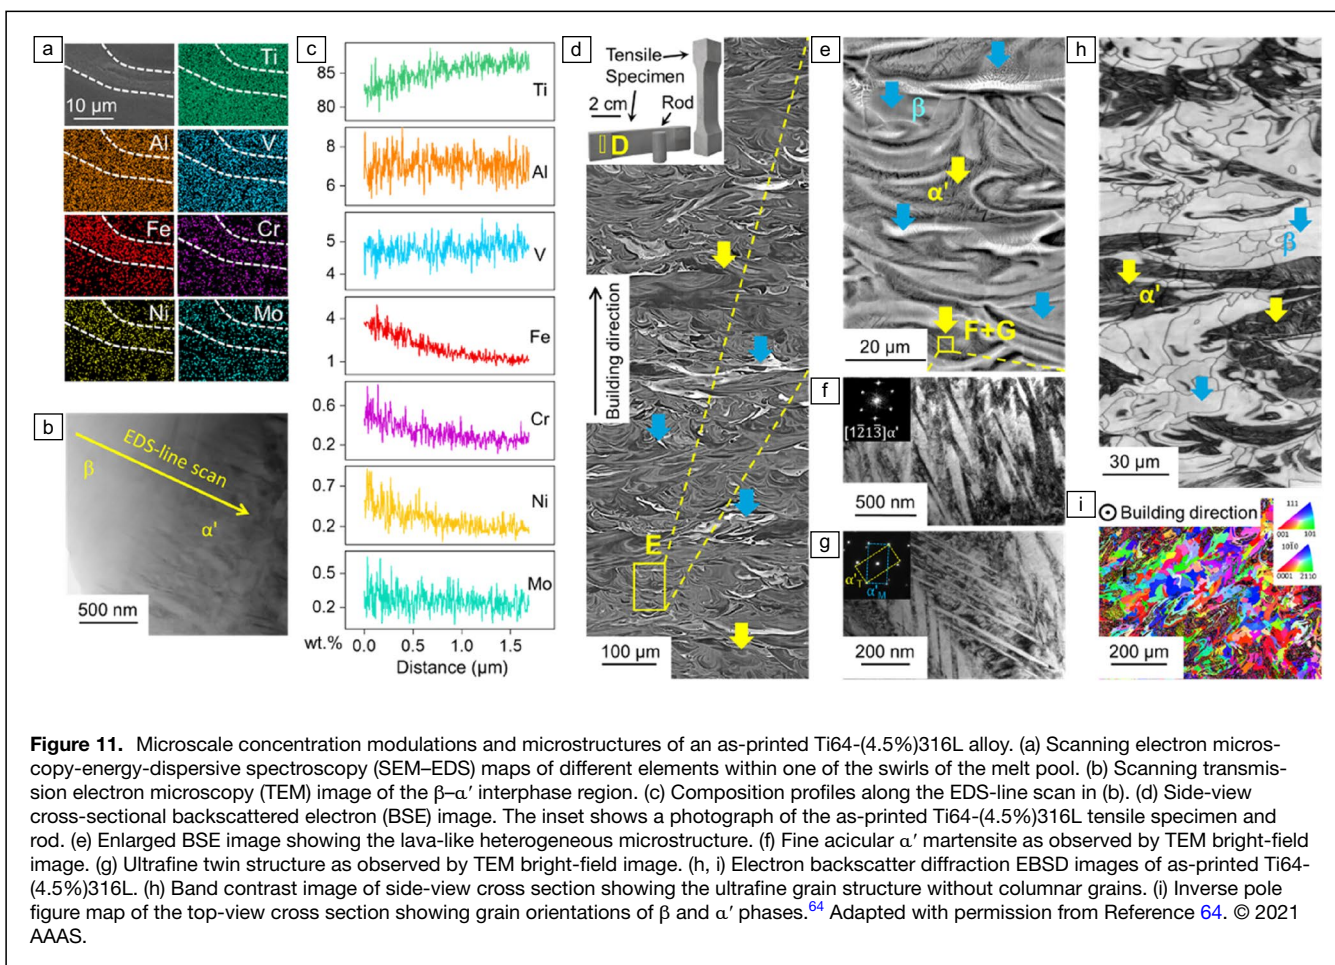 a
10 µm
Ti
Al
V
Fe
Cr
Ni
Mo
b
EDS-line scan
β
α'
500 nm
c
85
80
Ti
8
6
Al
5
4
V
4
1
Fe
0.6
0.2
Cr
0.7
0.2
Ni
0.5
0.2
Mo
wt.%
0.0 0.5 1.0 1.5
Distance (µm)
d
Tensile
Specimen
2 cm
Rod
D
Building direction
E
100 µm
e
β
α'
F+G
20 µm
f
[1̄21̄3̄]α'
500 nm
g
α'T
α'M
200 nm
h
β
α'
30 µm
i
Building direction
111
001 101
101̄0
0001 21̄1̄0
200 µm
Figure 11. Microscale concentration modulations and microstructures of an as-printed Ti64-(4.5%)316L alloy. (a) Scanning electron micros-
copy-energy-dispersive spectroscopy (SEM–EDS) maps of different elements within one of the swirls of the melt pool. (b) Scanning transmis-
sion electron microscopy (TEM) image of the β–α′ interphase region. (c) Composition profiles along the EDS-line scan in (b). (d) Side-view
cross-sectional backscattered electron (BSE) image. The inset shows a photograph of the as-printed Ti64-(4.5%)316L tensile specimen and
rod. (e) Enlarged BSE image showing the lava-like heterogeneous microstructure. (f) Fine acicular α′ martensite as observed by TEM bright-field
image. (g) Ultrafine twin structure as observed by TEM bright-field image. (h, i) Electron backscatter diffraction EBSD images of as-printed Ti64-
(4.5%)316L. (h) Band contrast image of side-view cross section showing the ultrafine grain structure without columnar grains. (i) Inverse pole
figure map of the top-view cross section showing grain orientations of β and α′ phases.64 Adapted with permission from Reference 64. © 2021
AAAS.